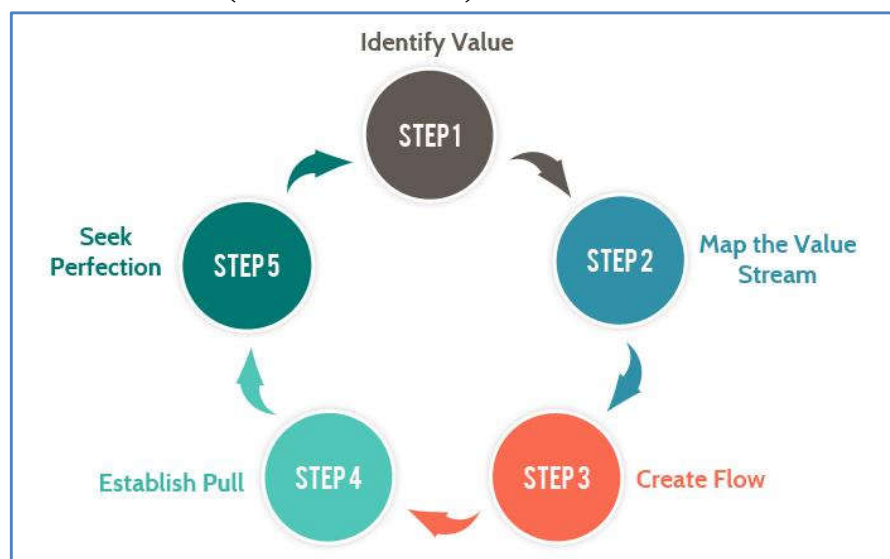 Identify Value
STEP 1
STEP 2
Map the Value
Stream
STEP 3
Create Flow
STEP 4
Establish Pull
STEP 5
Seek
Perfection